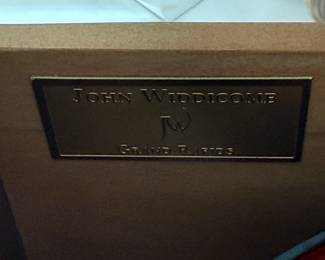 JOHN WIDDICOMB
JW
GRAND RAPIDS